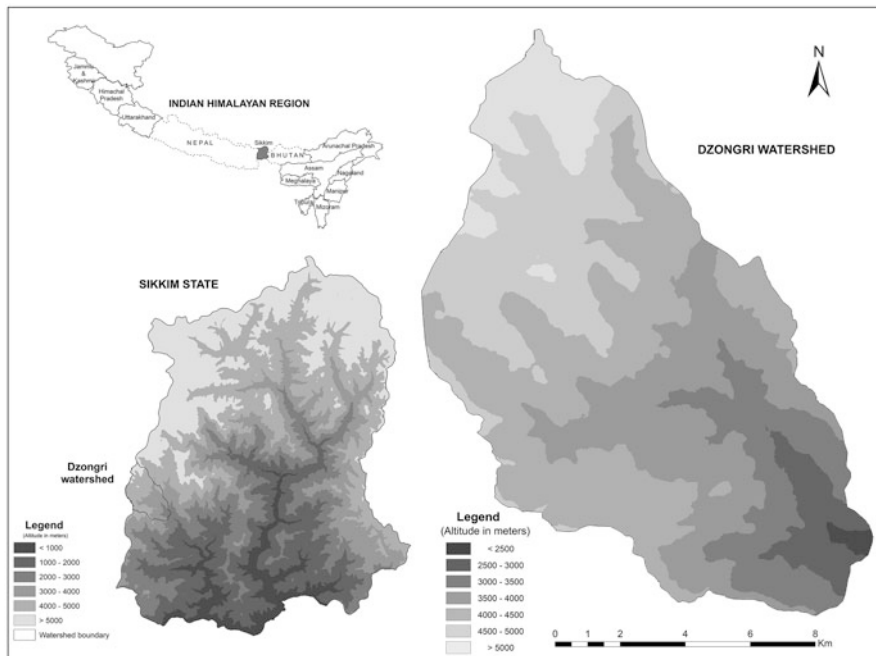 Jammu
&
Kashmir
Himachal
Pradesh
Uttarakhand
INDIAN HIMALAYAN REGION
NEPAL
Sikkim
BHUTAN
Arunachal Pradesh
Assam
Nagaland
Meghalaya
Manipur
Tripura
Mizoram
N
DZONGRI WATERSHED
SIKKIM STATE
Dzongri
watershed
Legend
(Altitude in meters)
< 1000
1000 - 2000
2000 - 3000
3000 - 4000
4000 - 5000
> 5000
Watershed boundary
Legend
(Altitude in meters)
< 2500
2500 - 3000
3000 - 3500
3500 - 4000
4000 - 4500
4500 - 5000
> 5000
0 1 2 4 6 8
Km